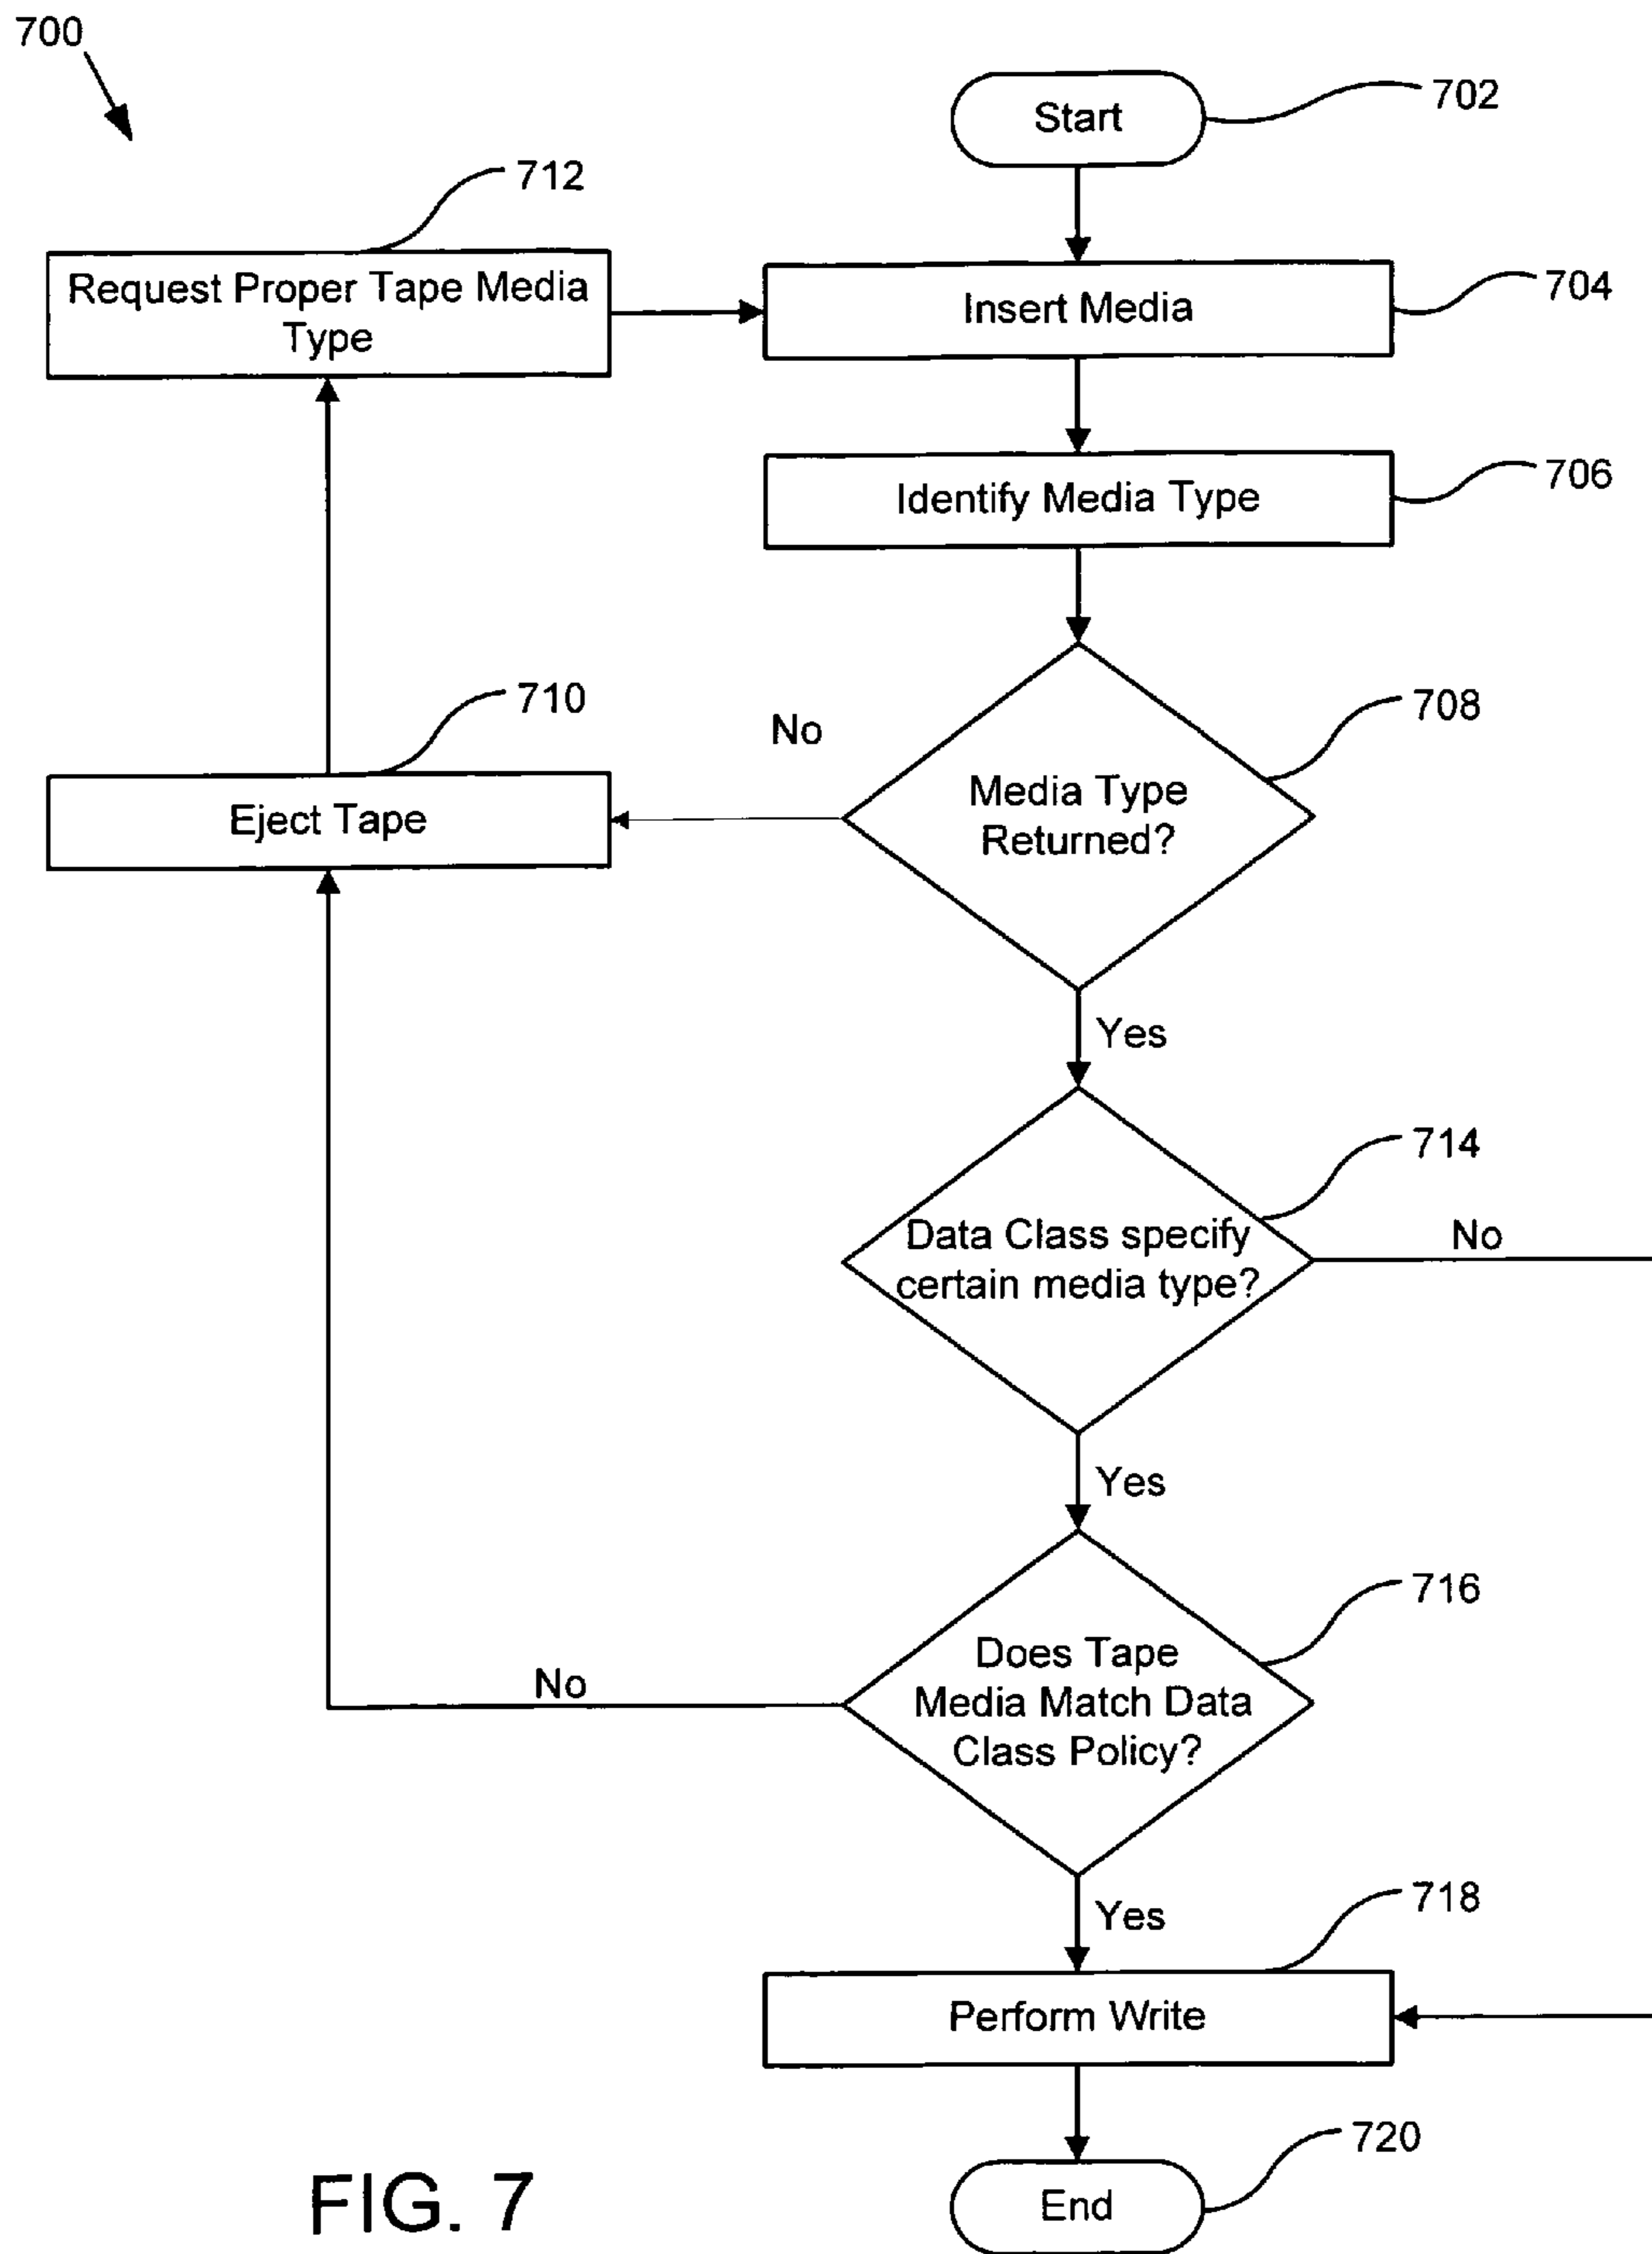 700
Start
702
712
Request Proper Tape Media
Type
Insert Media
704
Identify Media Type
706
710
Eject Tape
No
708
Media Type
Returned?
Yes
714
Data Class specify
certain media type?
No
Yes
716
Does Tape
Media Match Data
Class Policy?
No
Yes
718
Perform Write
720
End
FIG. 7